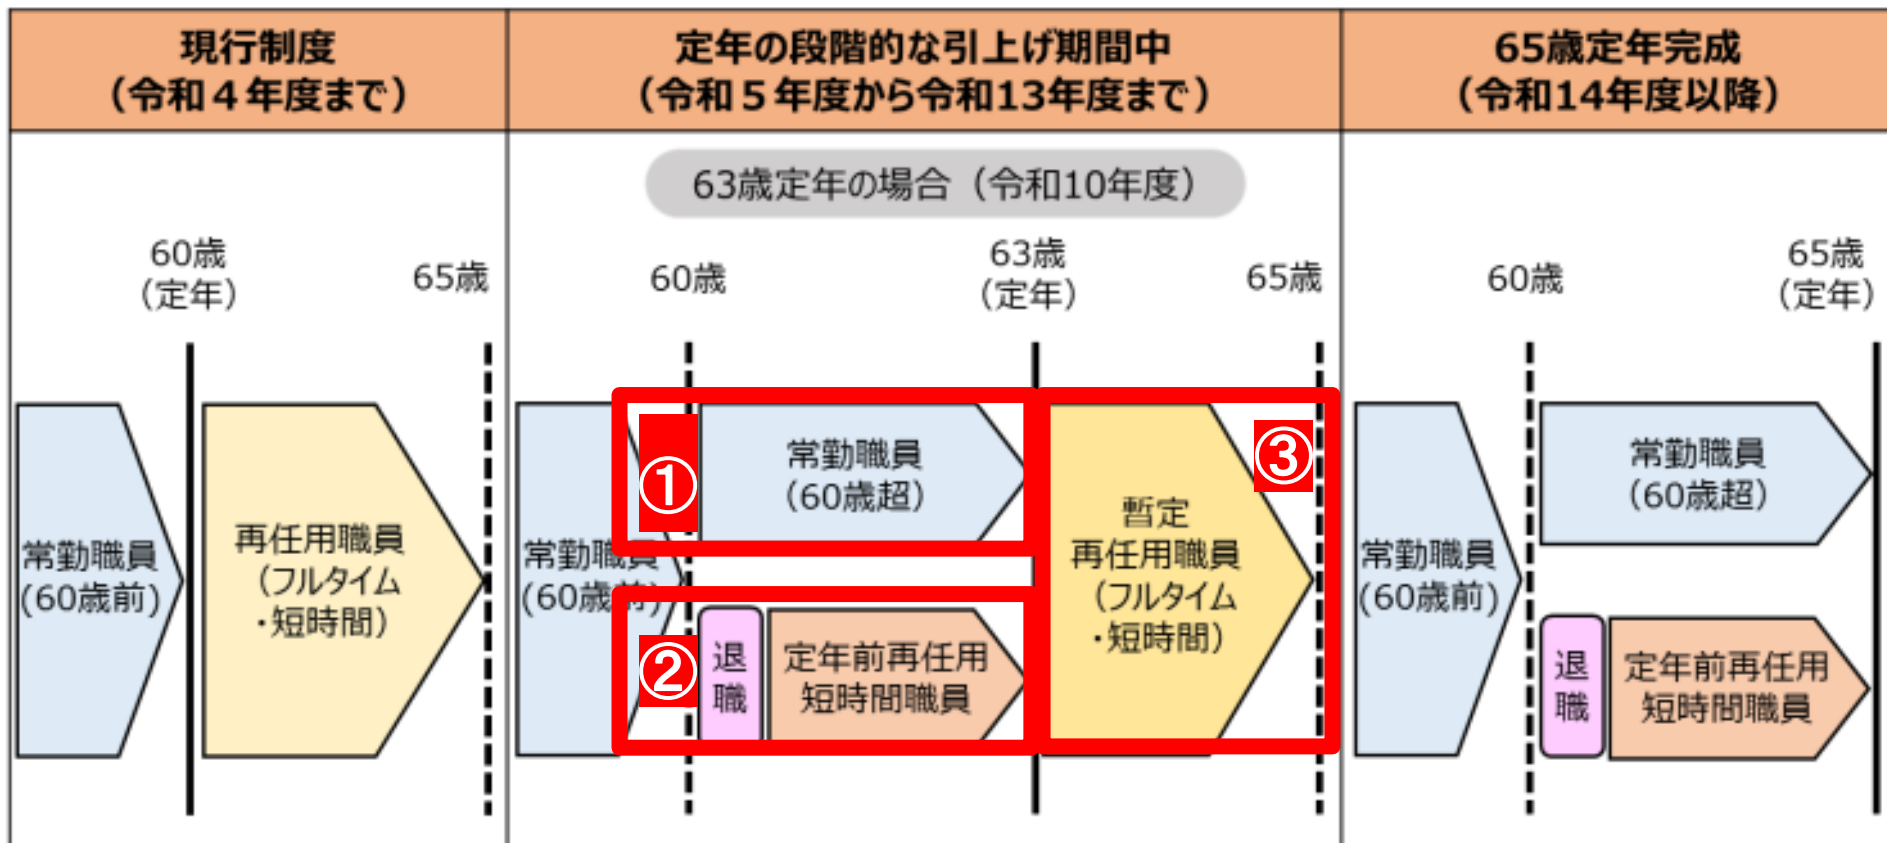 現行制度
（令和４年度まで）
定年の段階的な引上げ期間中
（令和５年度から令和13年度まで）
65歳定年完成
（令和14年度以降）
63歳定年の場合（令和10年度）
60歳
（定年）
65歳
60歳
63歳
（定年）
65歳
60歳
65歳
（定年）
常勤職員
(60歳前)
再任用職員
（フルタイム
・短時間）
常勤職員
(60歳前)
①
常勤職員
（60歳超）
②
退
職
定年前再任用
短時間職員
③
暫定
再任用職員
（フルタイム
・短時間）
常勤職員
(60歳前)
常勤職員
（60歳超）
退
職
定年前再任用
短時間職員